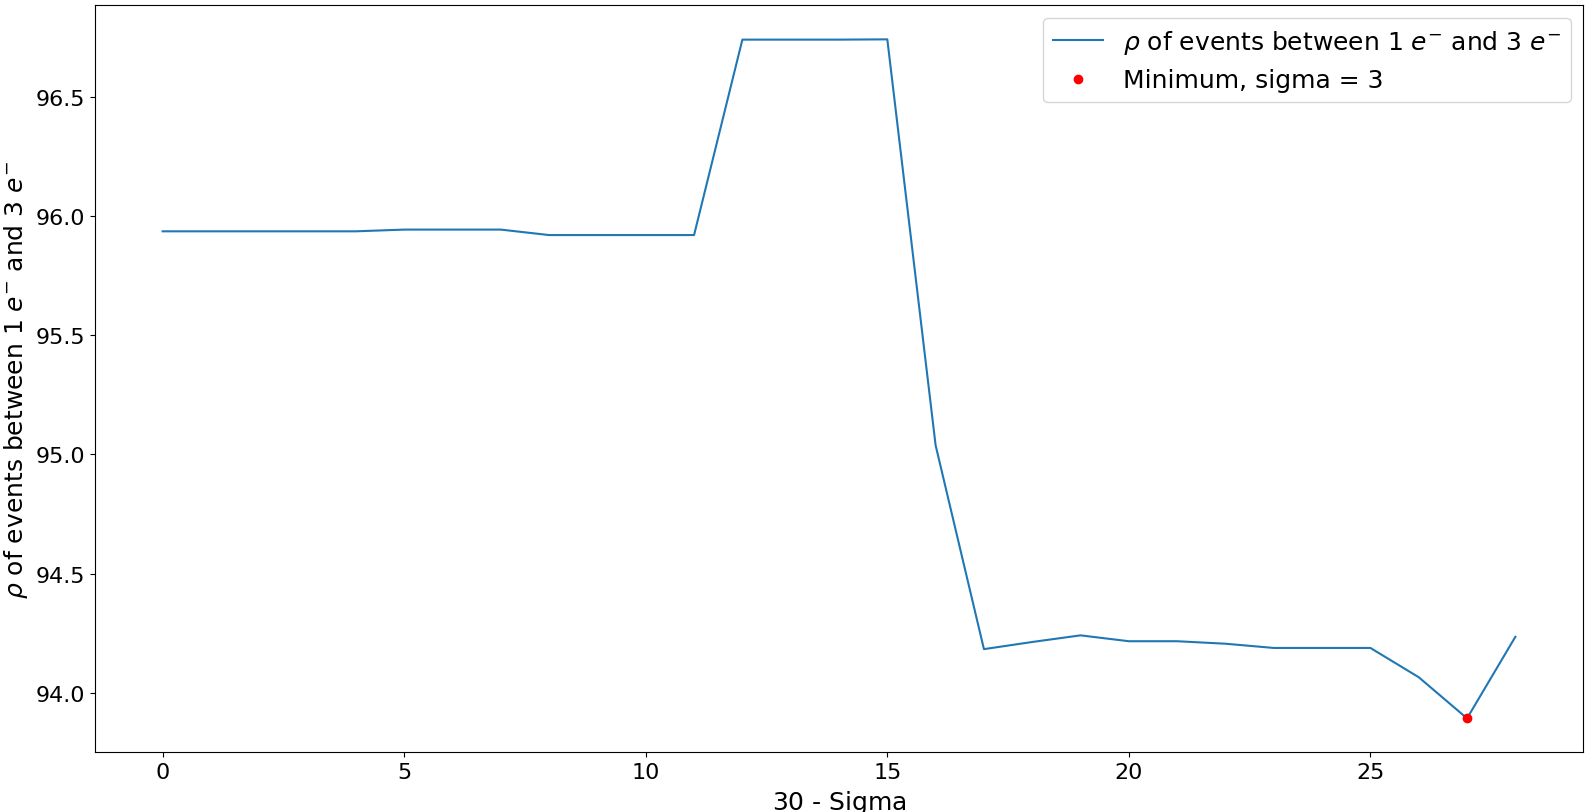 ρ of events between 1 e⁻ and 3 e⁻
Minimum, sigma = 3
ρ of events between 1 e⁻ and 3 e⁻
96.5
96.0
95.5
95.0
94.5
94.0
0 5 10 15 20 25
30 - Sigma